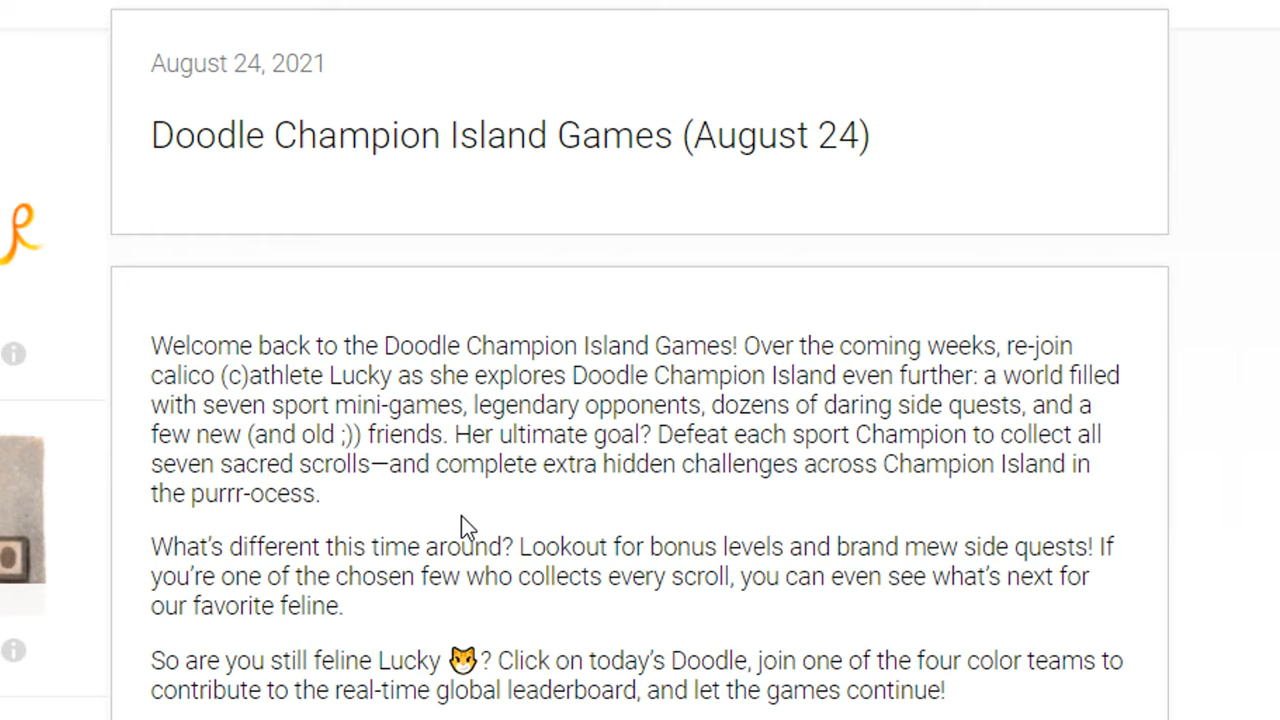 August 24, 2021
Doodle Champion Island Games (August 24)
Welcome back to the Doodle Champion Island Games! Over the coming weeks, re-join
calico (c)athlete Lucky as she explores Doodle Champion Island even further: a world filled
with seven sport mini-games, legendary opponents, dozens of daring side quests, and a
few new (and old ;)) friends. Her ultimate goal? Defeat each sport Champion to collect all
seven sacred scrolls—and complete extra hidden challenges across Champion Island in
the purrr-ocess.
What’s different this time around? Lookout for bonus levels and brand mew side quests! If
you’re one of the chosen few who collects every scroll, you can even see what’s next for
our favorite feline.
So are you still feline Lucky 🐯? Click on today’s Doodle, join one of the four color teams to
contribute to the real-time global leaderboard, and let the games continue!